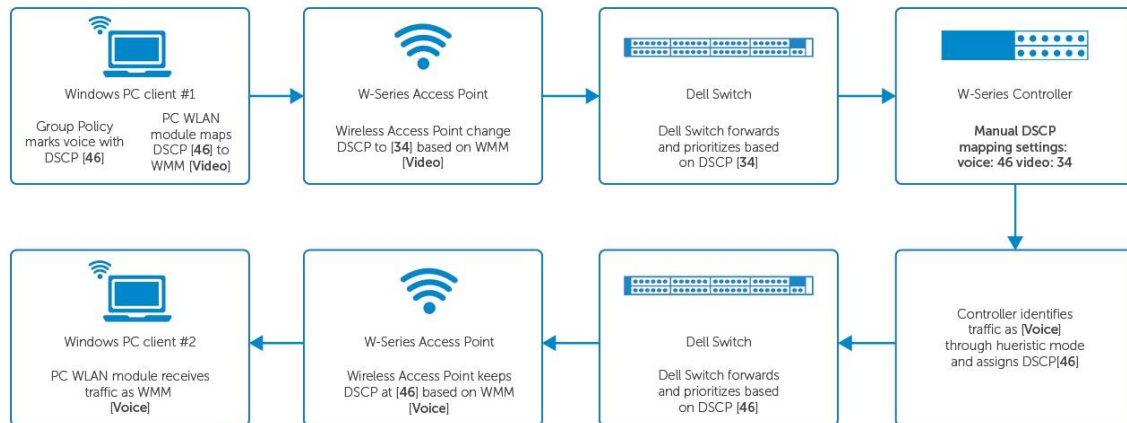 Windows PC client #1
Group Policy
marks voice with
DSCP [46]
PC WLAN
module maps
DSCP [46] to
WMM [Video]
W-Series Access Point
Wireless Access Point change
DSCP to [34] based on WMM
[Video]
Dell Switch
Dell Switch forwards
and prioritizes based
on DSCP [34]
W-Series Controller
Manual DSCP
mapping settings:
voice: 46 video: 34
Windows PC client #2
PC WLAN module receives
traffic as WMM
[Voice]
W-Series Access Point
Wireless Access Point keeps
DSCP at [46] based on WMM
[Voice]
Dell Switch
Dell Switch forwards
and prioritizes based
on DSCP [46]
Controller identifies
traffic as [Voice]
through hueristic mode
and assigns DSCP[46]